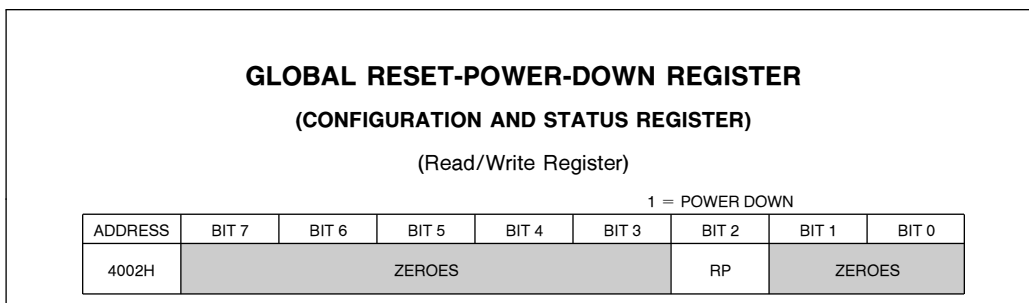 GLOBAL RESET-POWER-DOWN REGISTER
(CONFIGURATION AND STATUS REGISTER)
(Read/Write Register)
1 = POWER DOWN
ADDRESS BIT 7 BIT 6 BIT 5 BIT 4 BIT 3 BIT 2 BIT 1 BIT 0
4002H ZEROES RP ZEROES